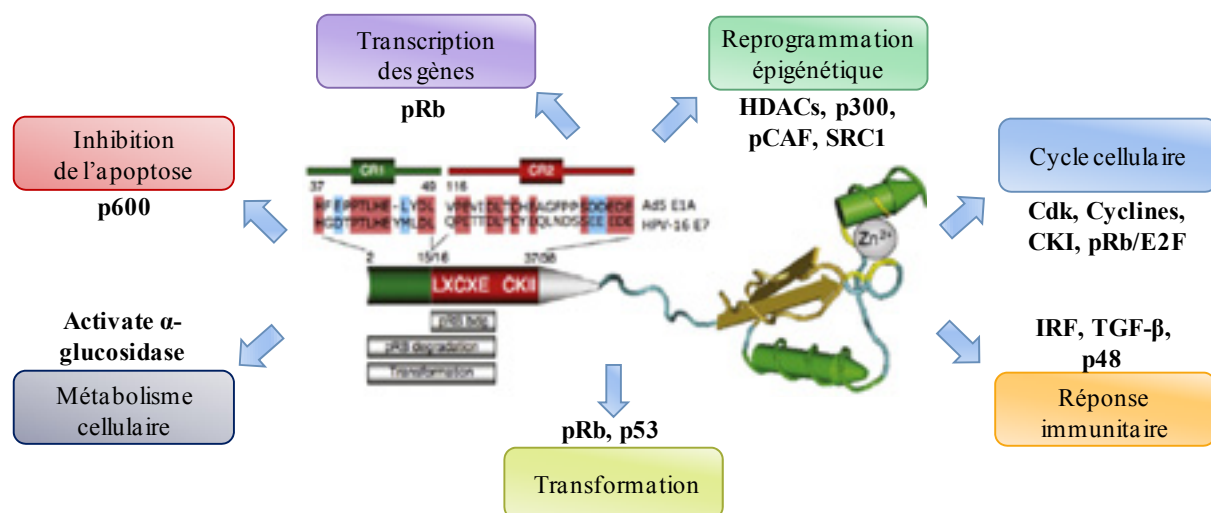 Transcription
des gènes
pRb
Reprogrammation
épigénétique
HDACs, p300,
pCAF, SRC1
Inhibition
de l'apoptose
p600
Cycle cellulaire
Cdk, Cyclines,
CKI, pRb/E2F
CR1
CR2
37
49
116
Ad5 E1A
HPV-16 E7
2
15/16
37/38
LXCXE CKII
pRB degradation
Transformation
Zn²⁺
Activate α-
glucosidase
Métabolisme
cellulaire
IRF, TGF-β,
p48
Réponse
immunitaire
pRb, p53
Transformation